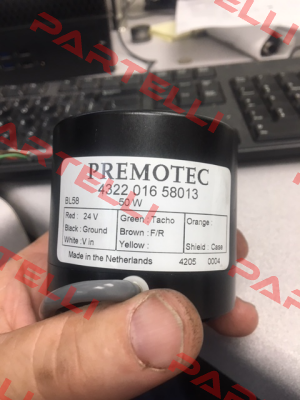 PARTELLI
PREMOTEC
4322 016 58013
BL58 50 W
Red : 24 V Green : Tacho Orange :
Black : Ground Brown : F/R
White : V in Yellow : Shield : Case
Made in the Netherlands 4205 0004
PARTELLI